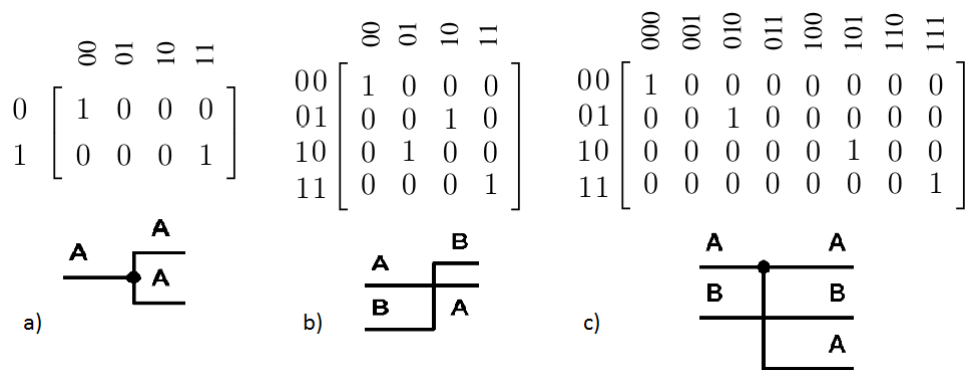 00 01 10 11
0 1 0 0 0
1 0 0 0 1
A
A
A
a)
00 01 10 11
00 1 0 0 0
01 0 0 1 0
10 0 1 0 0
11 0 0 0 1
B
A
B A
b)
000 001 010 011 100 101 110 111
00 1 0 0 0 0 0 0 0
01 0 0 1 0 0 0 0 0
10 0 0 0 0 0 1 0 0
11 0 0 0 0 0 0 0 1
A A
B B
A
c)